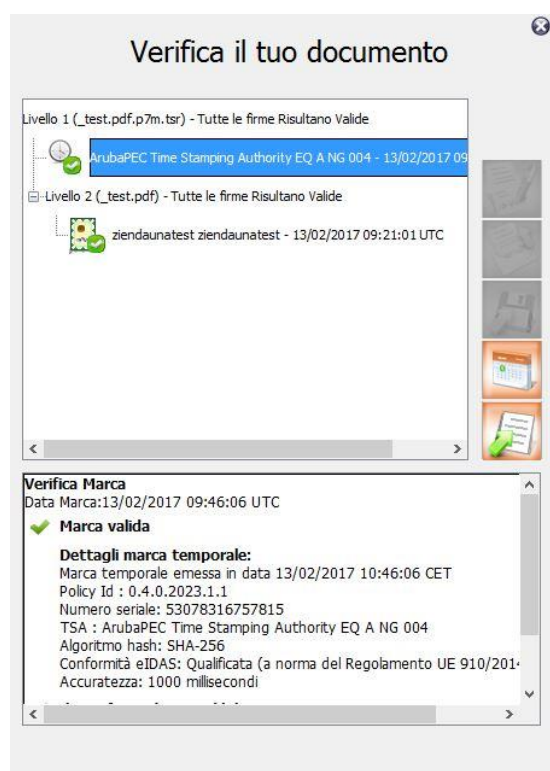 Verifica il tuo documento
Livello 1 (_test.pdf.p7m.tsr) - Tutte le firme Risultano Valide
ArubaPEC Time Stamping Authority EQ A NG 004 - 13/02/2017 09
Livello 2 (_test.pdf) - Tutte le firme Risultano Valide
ziendaunatest ziendaunatest - 13/02/2017 09:21:01 UTC
Verifica Marca
Data Marca:13/02/2017 09:46:06 UTC
Marca valida
Dettagli marca temporale:
Marca temporale emessa in data 13/02/2017 10:46:06 CET
Policy Id : 0.4.0.2023.1.1
Numero seriale: 53078316757815
TSA : ArubaPEC Time Stamping Authority EQ A NG 004
Algoritmo hash: SHA-256
Conformità eIDAS: Qualificata (a norma del Regolamento UE 910/2014
Accuratezza: 1000 millisecondi